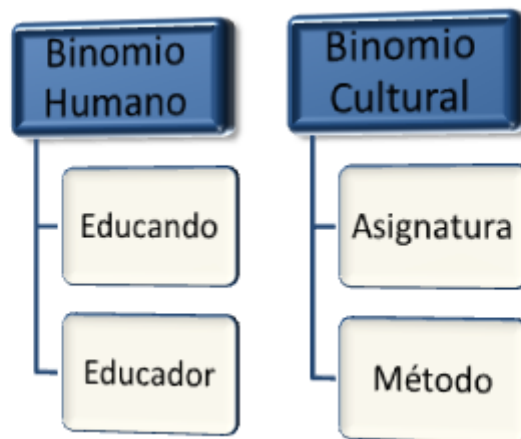 Binomio
Humano
Educando
Educador
Binomio
Cultural
Asignatura
Método